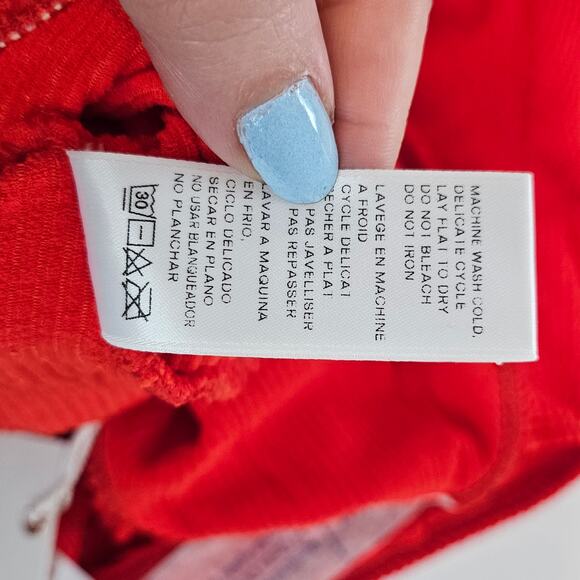 MACHINE WASH COLD,
DELICATE CYCLE
LAY FLAT TO DRY
DO NOT BLEACH
DO NOT IRON
LAVEGE EN MACHINE
A FROID
CYCLE DELICAT
SECHER A PLAT
PAS JAVELLISER
PAS REPASSER
LAVAR A MAQUINA
EN FRIO,
CICLO DELICADO
SECAR EN PLANO
NO USAR BLANQUEADOR
NO PLANCHAR
30